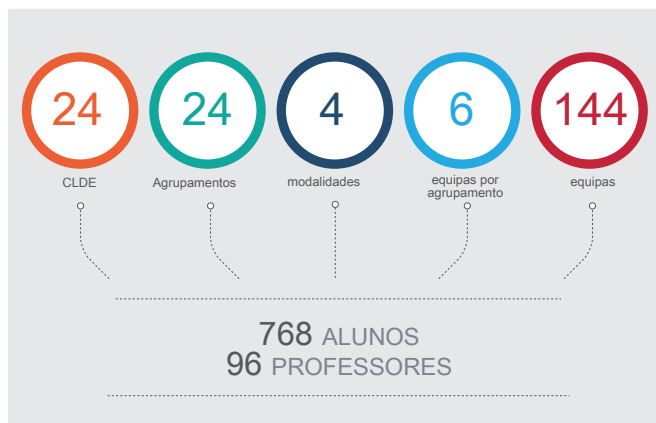 24
24
4
6
144
CLDE
Agrupamentos
modalidades
equipas por
agrupamento
equipas
768 ALUNOS
96 PROFESSORES